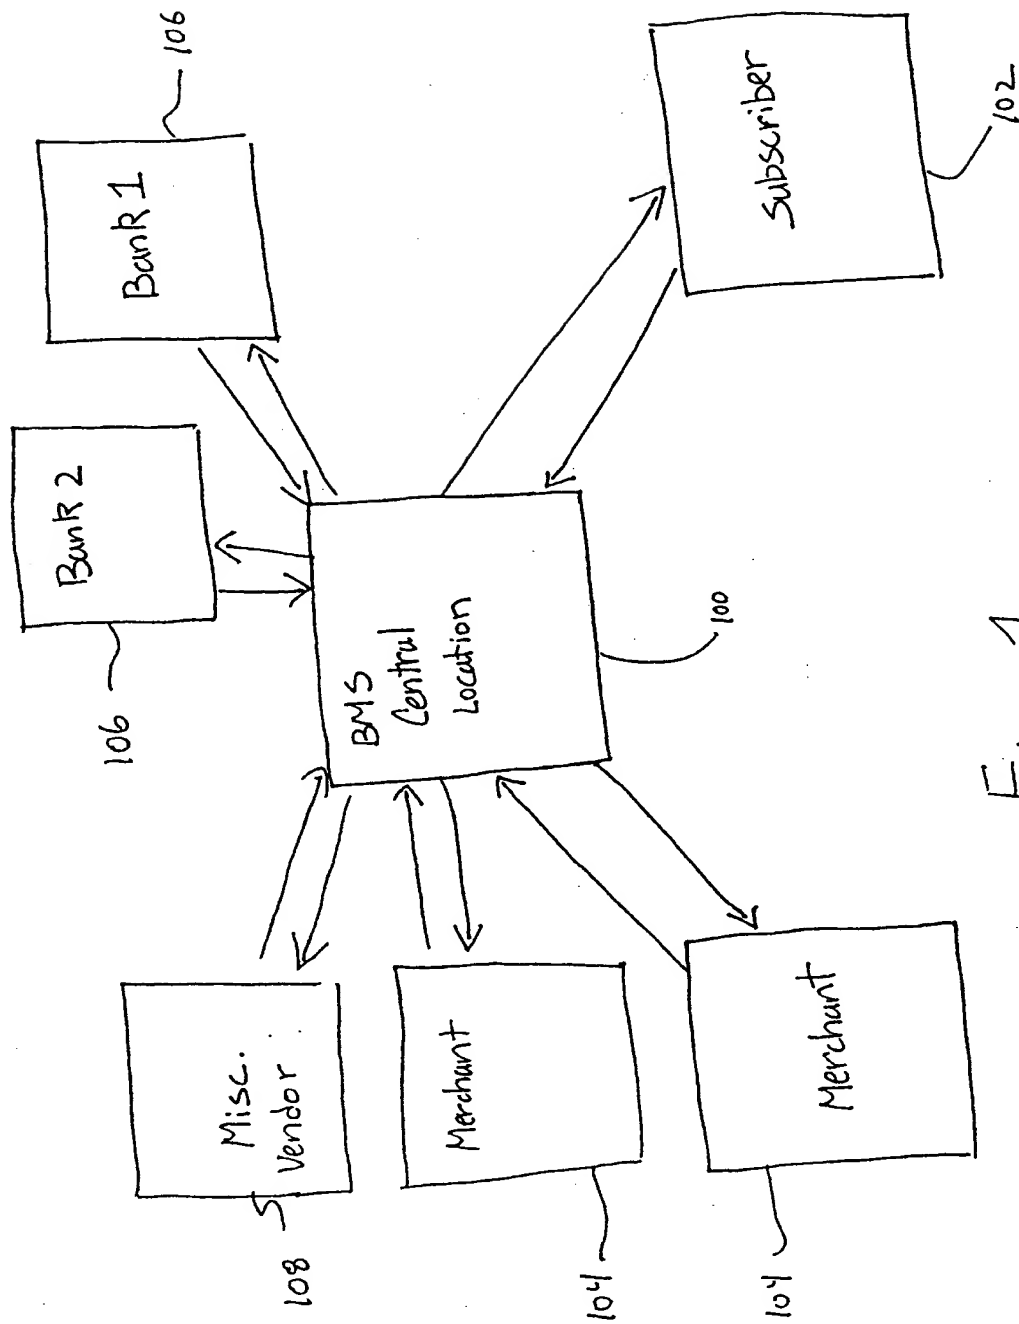 Misc.
Vendor
108
Merchant
104
Merchant
104
BMS
Central
Location
100
Bank 2
106
Bank 1
106
Subscriber
102